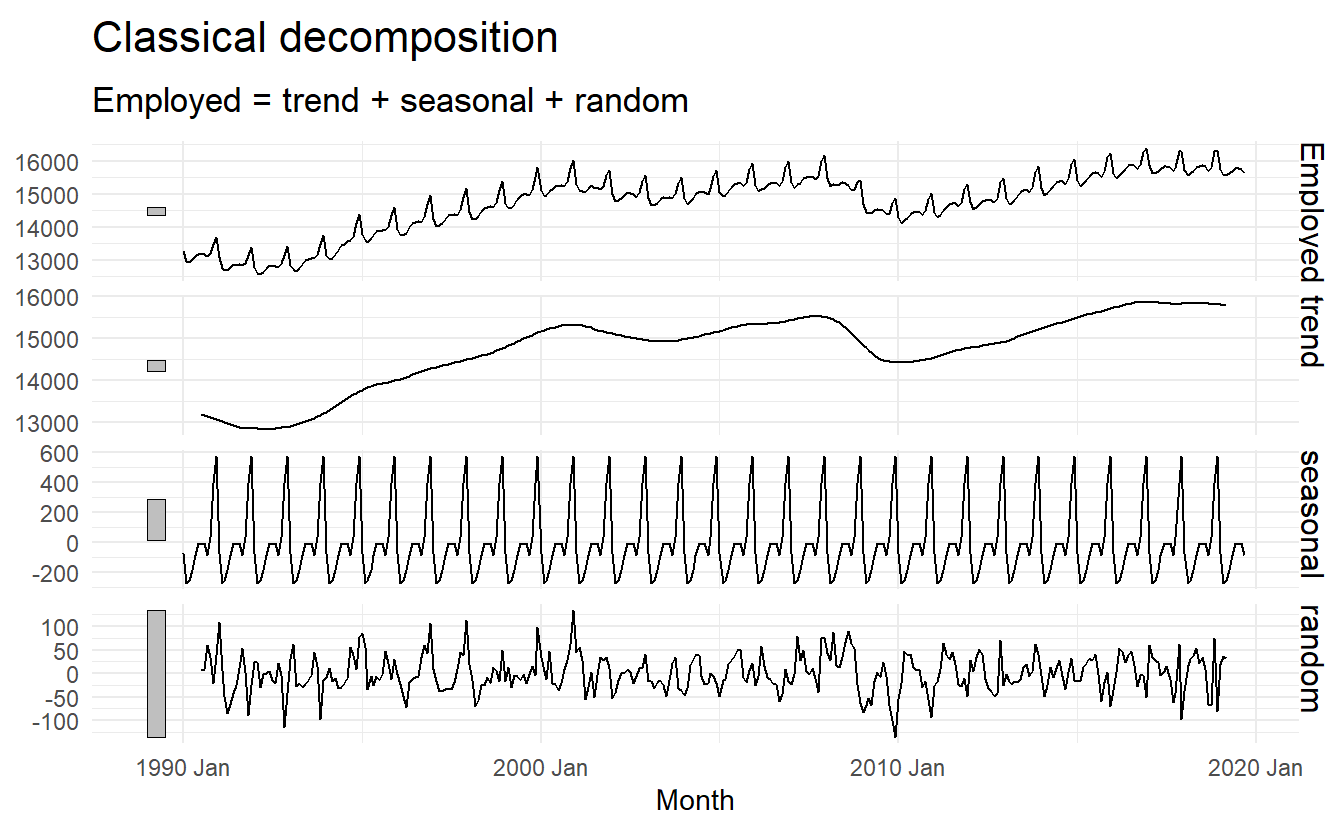 Classical decomposition
Employed = trend + seasonal + random
16000
15000
14000
13000
Employed
16000
15000
14000
13000
trend
600
400
200
0
-200
seasonal
100
50
0
-50
-100
random
1990 Jan 2000 Jan 2010 Jan 2020 Jan
Month